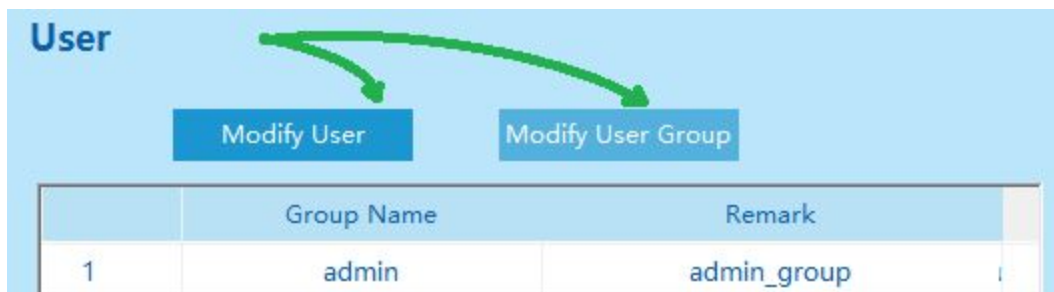 User
Modify User Modify User Group
Group Name Remark
1 admin admin_group